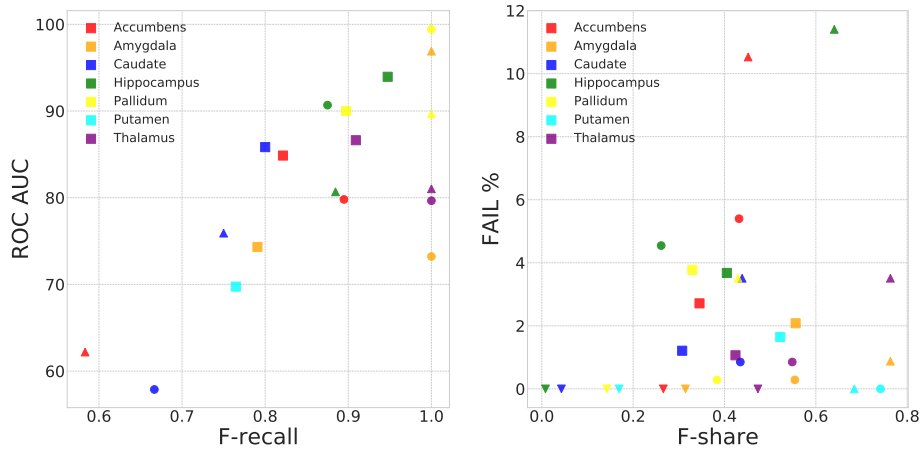 100
90
80
70
60
ROC AUC
Accumbens
Amygdala
Caudate
Hippocampus
Pallidum
Putamen
Thalamus
0.6 0.7 0.8 0.9 1.0
F-recall
12
10
8
6
4
2
0
FAIL %
Accumbens
Amygdala
Caudate
Hippocampus
Pallidum
Putamen
Thalamus
0.0 0.2 0.4 0.6 0.8
F-share